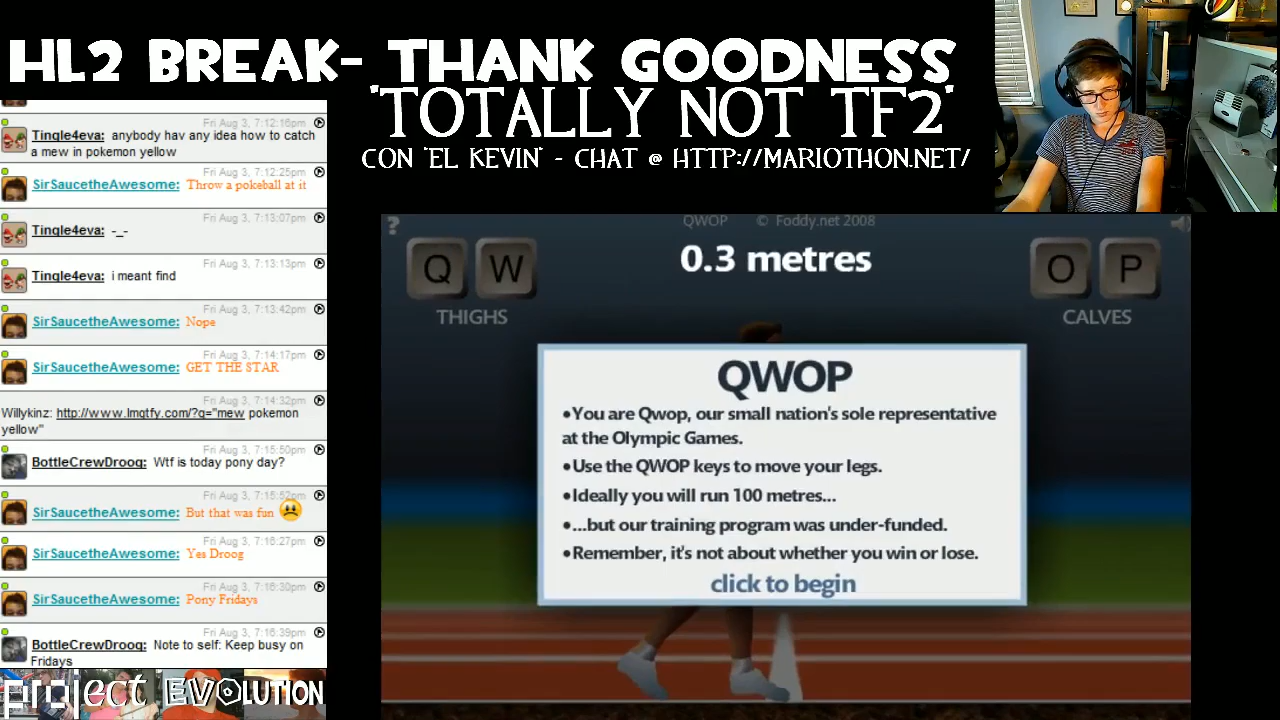 HL2 BREAK- THANK GOODNESS
"TOTALLY NOT TF2"
CON "EL KEVIN" - CHAT @ HTTP://MARIOTHON.NET/
Fri Aug 3, 7:12:16pm
Tingle4eva: anybody hav any idea how to catch
a mew in pokemon yellow
Fri Aug 3, 7:12:25pm
SirSaucetheAwesome: Throw a pokeball at it
Fri Aug 3, 7:13:07pm
Tingle4eva: -_-
Fri Aug 3, 7:13:13pm
Tingle4eva: i meant find
Fri Aug 3, 7:13:42pm
SirSaucetheAwesome: Nope
Fri Aug 3, 7:14:17pm
SirSaucetheAwesome: GET THE STAR
Fri Aug 3, 7:14:32pm
Willykinz: http://www.lmgtfy.com/?q="mew pokemon
yellow"
Fri Aug 3, 7:15:50pm
BottleCrewDroog: Wtf is today pony day?
Fri Aug 3, 7:15:52pm
SirSaucetheAwesome: But that was fun
Fri Aug 3, 7:16:27pm
SirSaucetheAwesome: Yes Droog
Fri Aug 3, 7:16:30pm
SirSaucetheAwesome: Pony Fridays
Fri Aug 3, 7:16:39pm
BottleCrewDroog: Note to self: Keep busy on
Fridays
project EVOLUTION
? QWOP © Foddy.net 2008
Q W 0.3 metres O P
THIGHS CALVES
QWOP
•You are Qwop, our small nation's sole representative
at the Olympic Games.
•Use the QWOP keys to move your legs.
•Ideally you will run 100 metres...
•...but our training program was under-funded.
•Remember, it's not about whether you win or lose.
click to begin